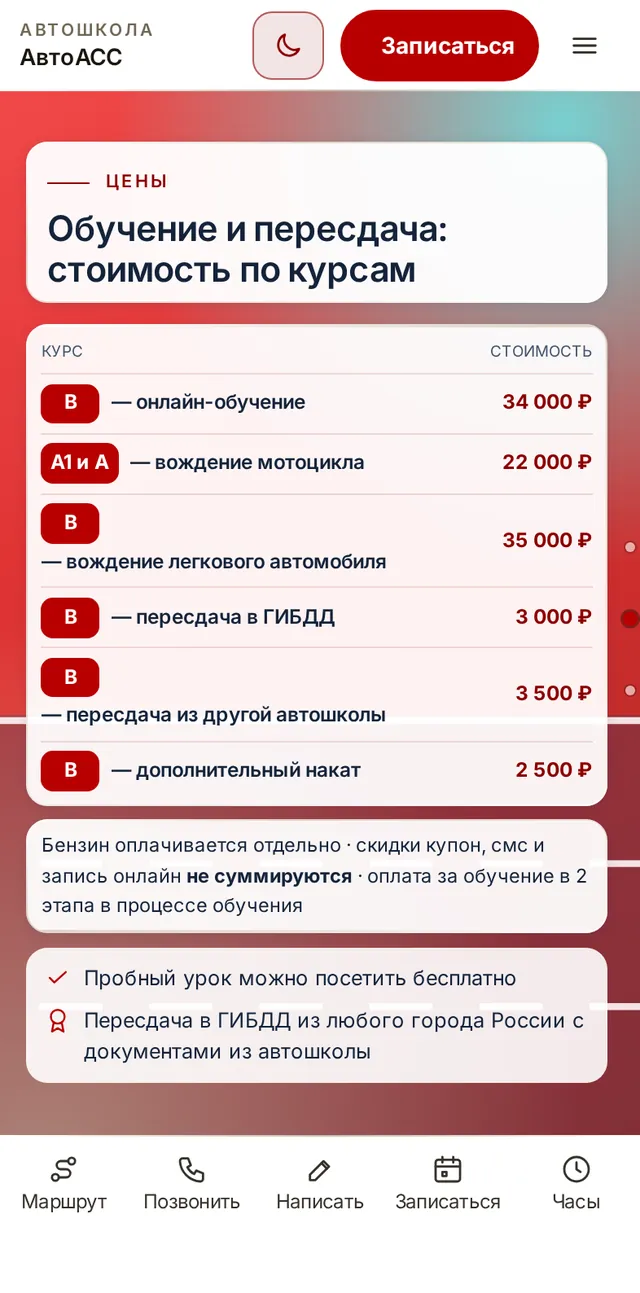 АВТОШКОЛА
АвтоАСС
Записаться
ЦЕНЫ
Обучение и пересдача:
стоимость по курсам
КУРС СТОИМОСТЬ
B — онлайн-обучение 34 000 ₽
A1 и A — вождение мотоцикла 22 000 ₽
B
— вождение легкового автомобиля 35 000 ₽
B — пересдача в ГИБДД 3 000 ₽
B
— пересдача из другой автошколы 3 500 ₽
B — дополнительный накат 2 500 ₽
Бензин оплачивается отдельно · скидки купон, смс и
запись онлайн не суммируются · оплата за обучение в 2
этапа в процессе обучения
Пробный урок можно посетить бесплатно
Пересдача в ГИБДД из любого города России с
документами из автошколы
Маршрут Позвонить Написать Записаться Часы